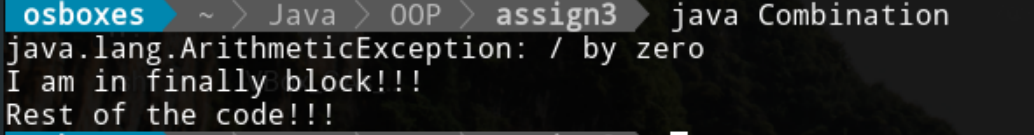 osboxes ~ Java OOP assign3 java Combination
java.lang.ArithmeticException: / by zero
I am in finally block!!!
Rest of the code!!!